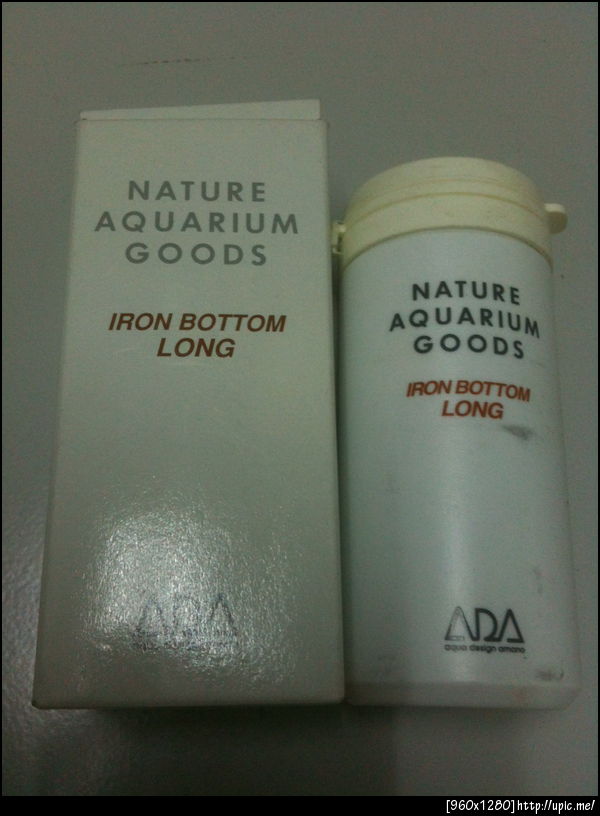 NATURE
AQUARIUM
GOODS
IRON BOTTOM
LONG
ADA
NATURE
AQUARIUM
GOODS
IRON BOTTOM
LONG
ADA
aqua design amano
[960x1280]http://upic.me/